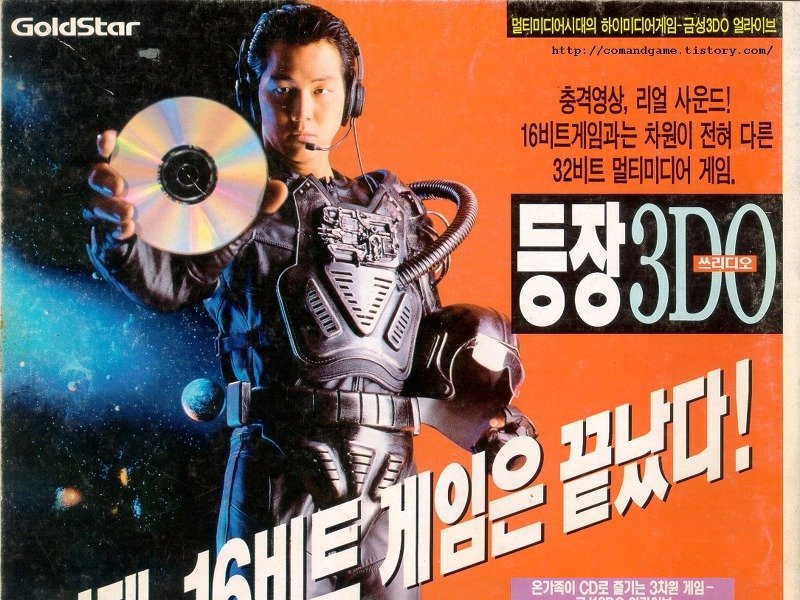 GoldStar
멀티미디어시대의 하이미디어게임-금성3DO 얼라이브
http://comandgame.tistory.com/
충격영상, 리얼 사운드!
16비트게임과는 차원이 전혀 다른
32비트 멀티미디어 게임.
등장 3DO
쓰리디오
16비트 게임은 끝났다!
온가족이 CD로 즐기는 3차원 게임-